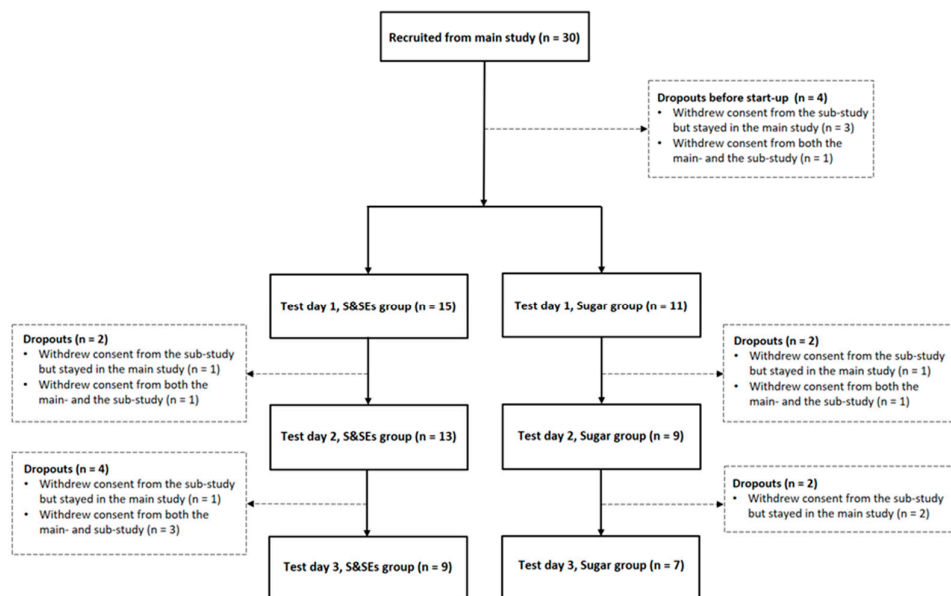 Recruited from main study (n = 30)
Dropouts before start-up (n = 4)
• Withdrew consent from the sub-study
but stayed in the main study (n = 3)
• Withdrew consent from both the
main- and the sub-study (n = 1)
Test day 1, S&SEs group (n = 15)
Test day 1, Sugar group (n = 11)
Dropouts (n = 2)
• Withdrew consent from the sub-study
but stayed in the main study (n = 1)
• Withdrew consent from both the
main- and the sub-study (n = 1)
Dropouts (n = 2)
• Withdrew consent from the sub-study
but stayed in the main study (n = 1)
• Withdrew consent from both the
main- and the sub-study (n = 1)
Test day 2, S&SEs group (n = 13)
Test day 2, Sugar group (n = 9)
Dropouts (n = 4)
• Withdrew consent from the sub-study
but stayed in the main study (n = 1)
• Withdrew consent from both the
main- and sub-study (n = 3)
Dropouts (n = 2)
• Withdrew consent from the sub-study
but stayed in the main study (n = 2)
Test day 3, S&SEs group (n = 9)
Test day 3, Sugar group (n = 7)